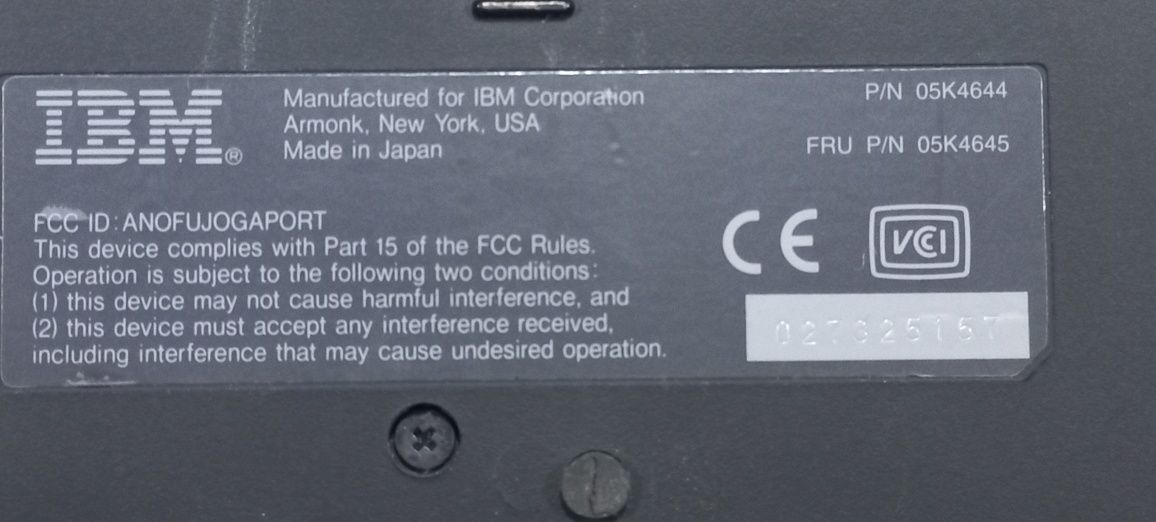 IBM®
Manufactured for IBM Corporation
Armonk, New York, USA
Made in Japan
P/N 05K4644
FRU P/N 05K4645
FCC ID: ANOFUJOGAPORT
This device complies with Part 15 of the FCC Rules.
Operation is subject to the following two conditions:
(1) this device may not cause harmful interference, and
(2) this device must accept any interference received,
including interference that may cause undesired operation.
CE
VCI
027325157